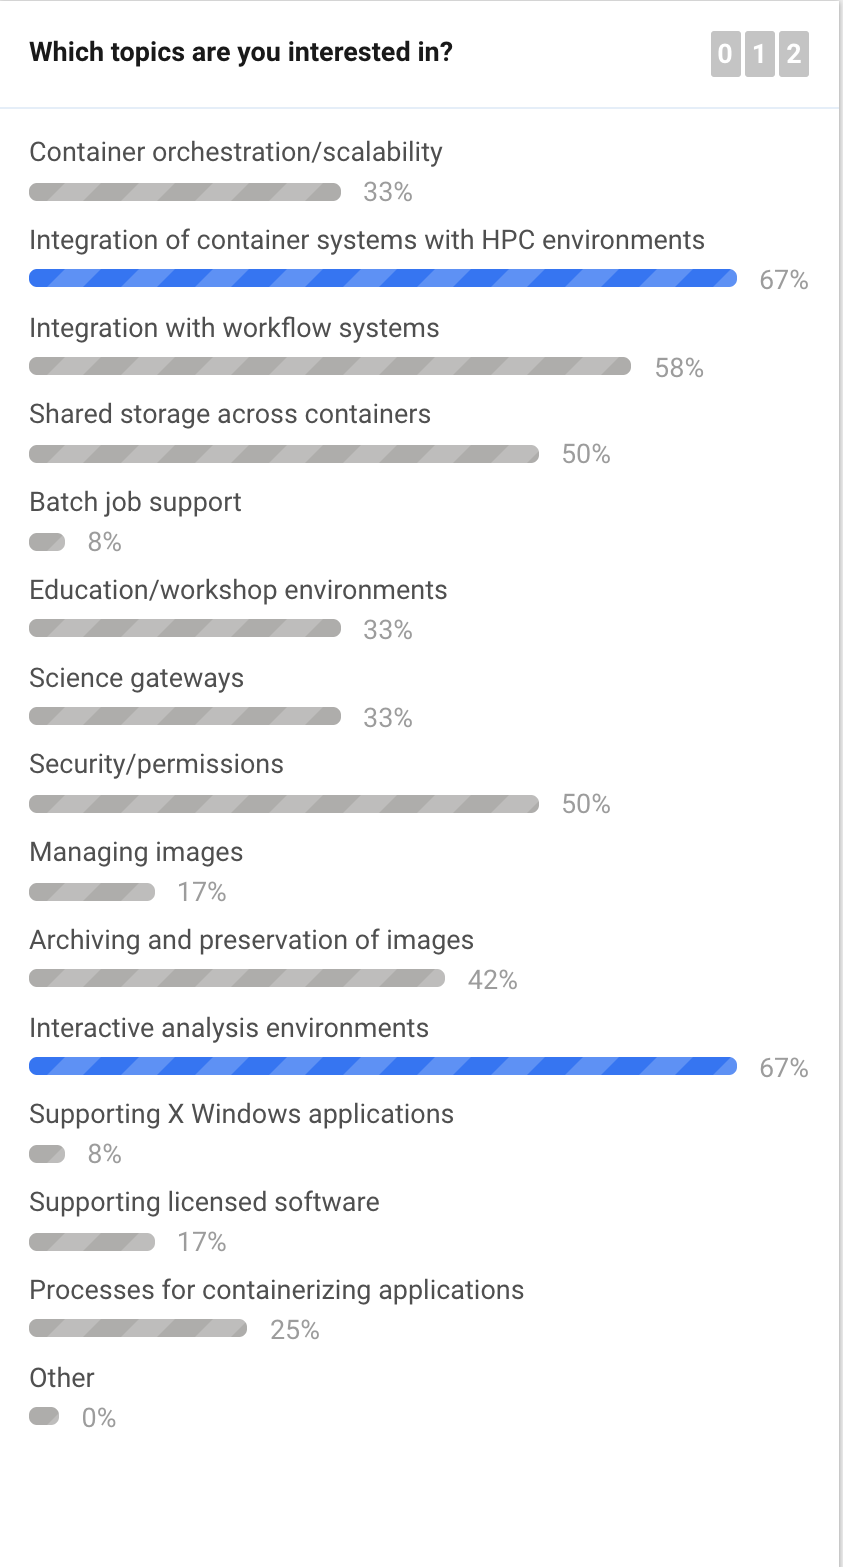 Which topics are you interested in? 0 1 2
Container orchestration/scalability
33%
Integration of container systems with HPC environments
67%
Integration with workflow systems
58%
Shared storage across containers
50%
Batch job support
8%
Education/workshop environments
33%
Science gateways
33%
Security/permissions
50%
Managing images
17%
Archiving and preservation of images
42%
Interactive analysis environments
67%
Supporting X Windows applications
8%
Supporting licensed software
17%
Processes for containerizing applications
25%
Other
0%